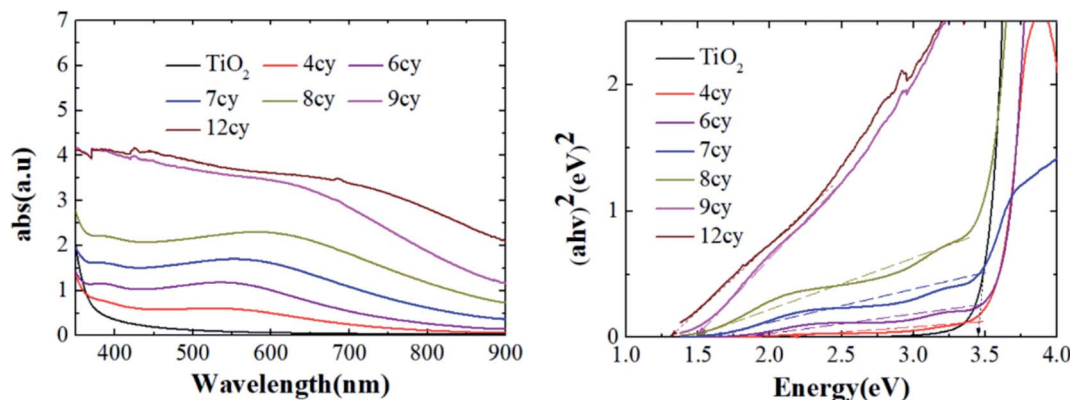 7
6
5
4
3
2
1
0
abs(a.u)
TiO2 4cy 6cy
7cy 8cy 9cy
12cy
400 500 600 700 800 900
Wavelength(nm)
2
1
0
(ahv)2(eV)2
TiO2
4cy
6cy
7cy
8cy
9cy
12cy
1.0 1.5 2.0 2.5 3.0 3.5 4.0
Energy(eV)